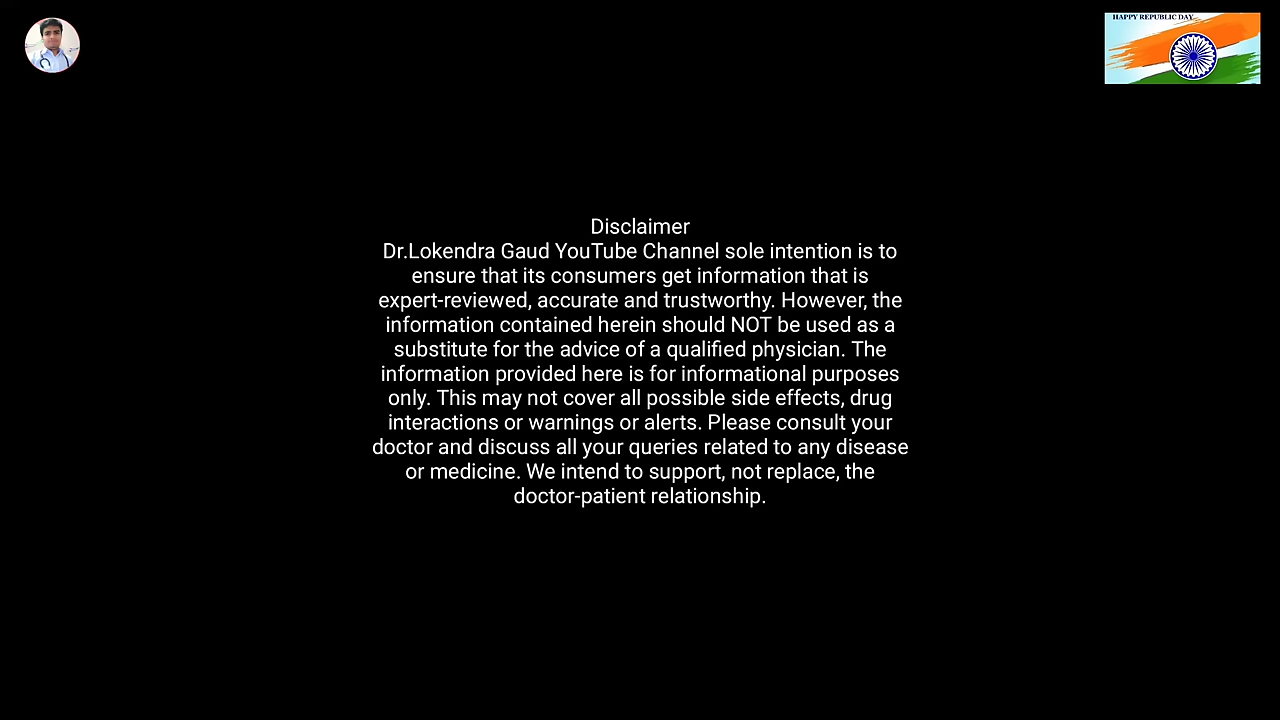 HAPPY REPUBLIC DAY
Disclaimer
Dr.Lokendra Gaud YouTube Channel sole intention is to
ensure that its consumers get information that is
expert-reviewed, accurate and trustworthy. However, the
information contained herein should NOT be used as a
substitute for the advice of a qualified physician. The
information provided here is for informational purposes
only. This may not cover all possible side effects, drug
interactions or warnings or alerts. Please consult your
doctor and discuss all your queries related to any disease
or medicine. We intend to support, not replace, the
doctor-patient relationship.